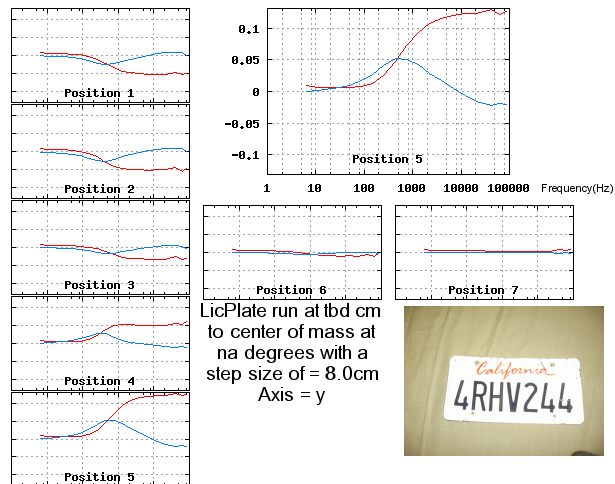 Position 1
Position 2
Position 3
Position 4
Position 5
0.1
0.05
0
-0.05
-0.1
Position 5
1 10 100 1000 10000 100000 Frequency(Hz)
Position 6
Position 7
LicPlate run at tbd cm
to center of mass at
na degrees with a
step size of = 8.0cm
Axis = y
California
4RHV244